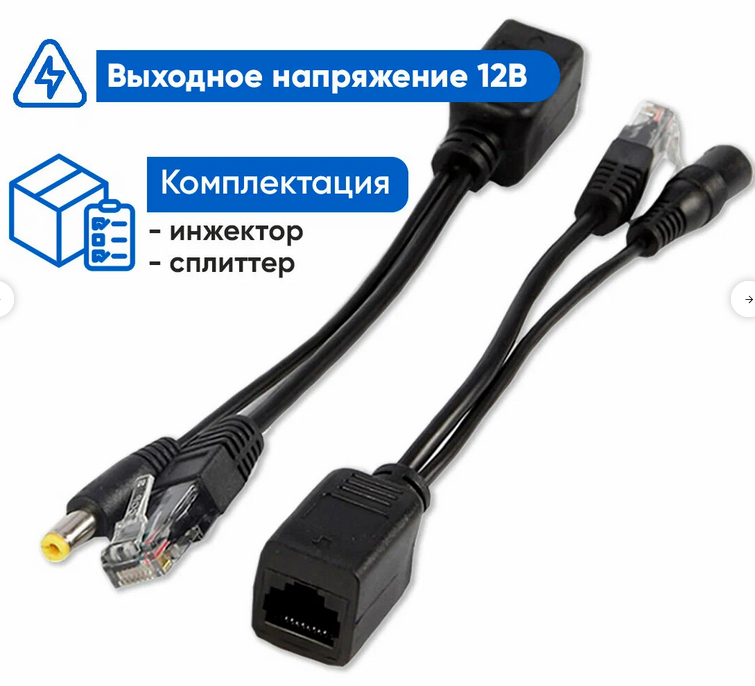 Выходное напряжение 12В
Комплектация
- инжектор
- сплиттер